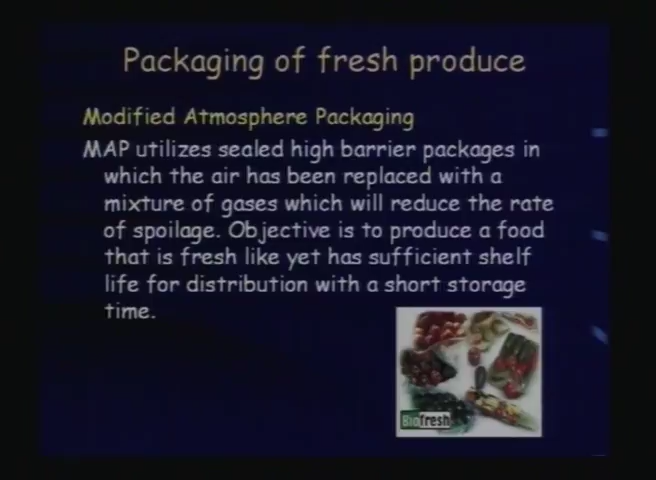 Packaging of fresh produce
Modified Atmosphere Packaging
MAP utilizes sealed high barrier packages in
which the air has been replaced with a
mixture of gases which will reduce the rate
of spoilage. Objective is to produce a food
that is fresh like yet has sufficient shelf
life for distribution with a short storage
time.
Biofresh